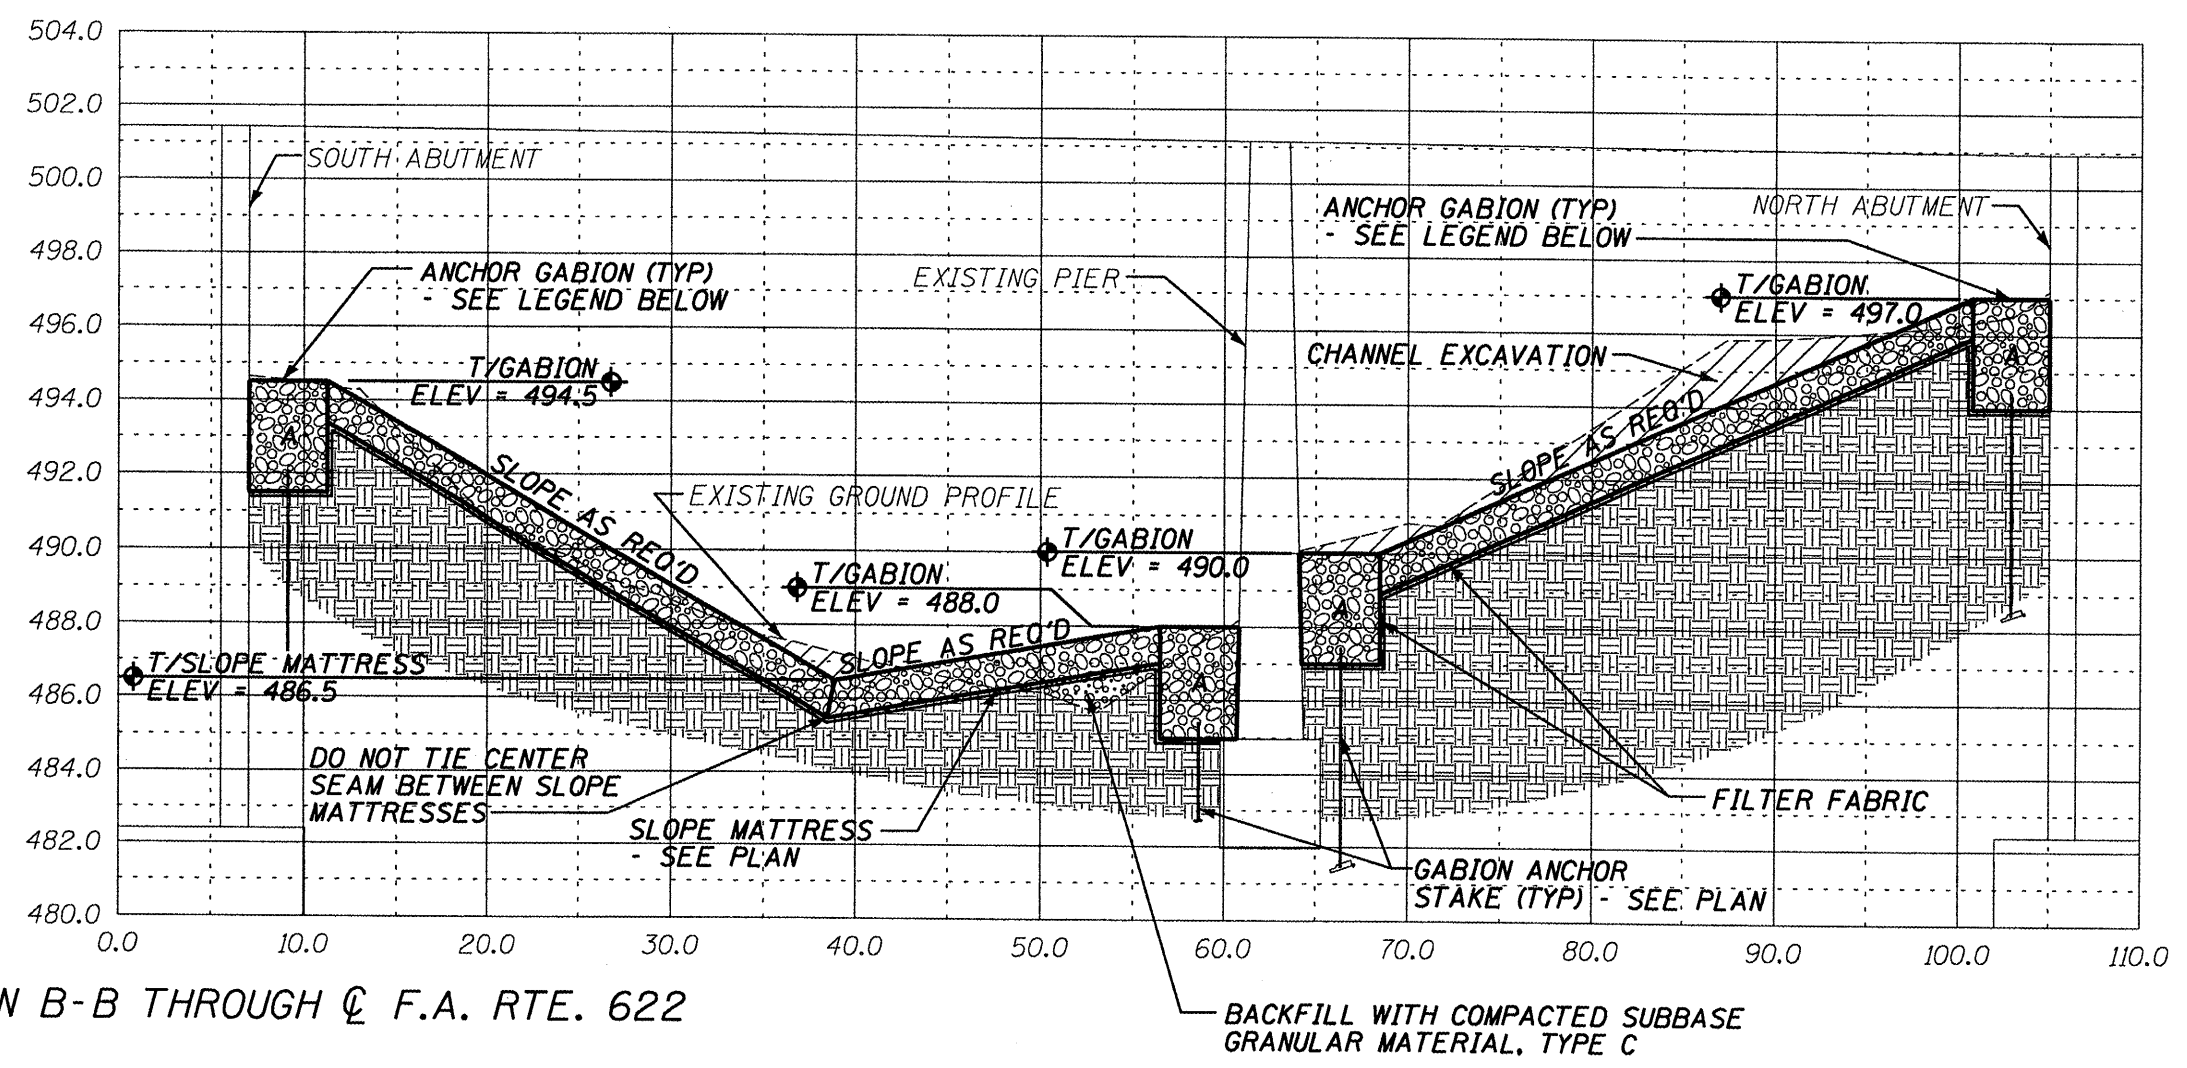 504.0
502.0
500.0
498.0
496.0
494.0
492.0
490.0
488.0
486.0
484.0
482.0
480.0
0.0 10.0 20.0 30.0 40.0 50.0 60.0 70.0 80.0 90.0 100.0 110.0
SOUTH ABUTMENT
ANCHOR GABION (TYP)
- SEE LEGEND BELOW
T/GABION
ELEV = 494.5
A
SLOPE AS REQ'D
EXISTING GROUND PROFILE
EXISTING PIER
T/GABION
ELEV = 490.0
T/GABION
ELEV = 488.0
SLOPE AS REQ'D
A
T/SLOPE MATTRESS
ELEV = 486.5
DO NOT TIE CENTER
SEAM BETWEEN SLOPE
MATTRESSES
SLOPE MATTRESS
- SEE PLAN
ANCHOR GABION (TYP)
- SEE LEGEND BELOW
NORTH ABUTMENT
T/GABION
ELEV = 497.0
CHANNEL EXCAVATION
SLOPE AS REQ'D
A
A
FILTER FABRIC
GABION ANCHOR
STAKE (TYP) - SEE PLAN
BACKFILL WITH COMPACTED SUBBASE
GRANULAR MATERIAL, TYPE C
N B-B THROUGH ℄ F.A. RTE. 622